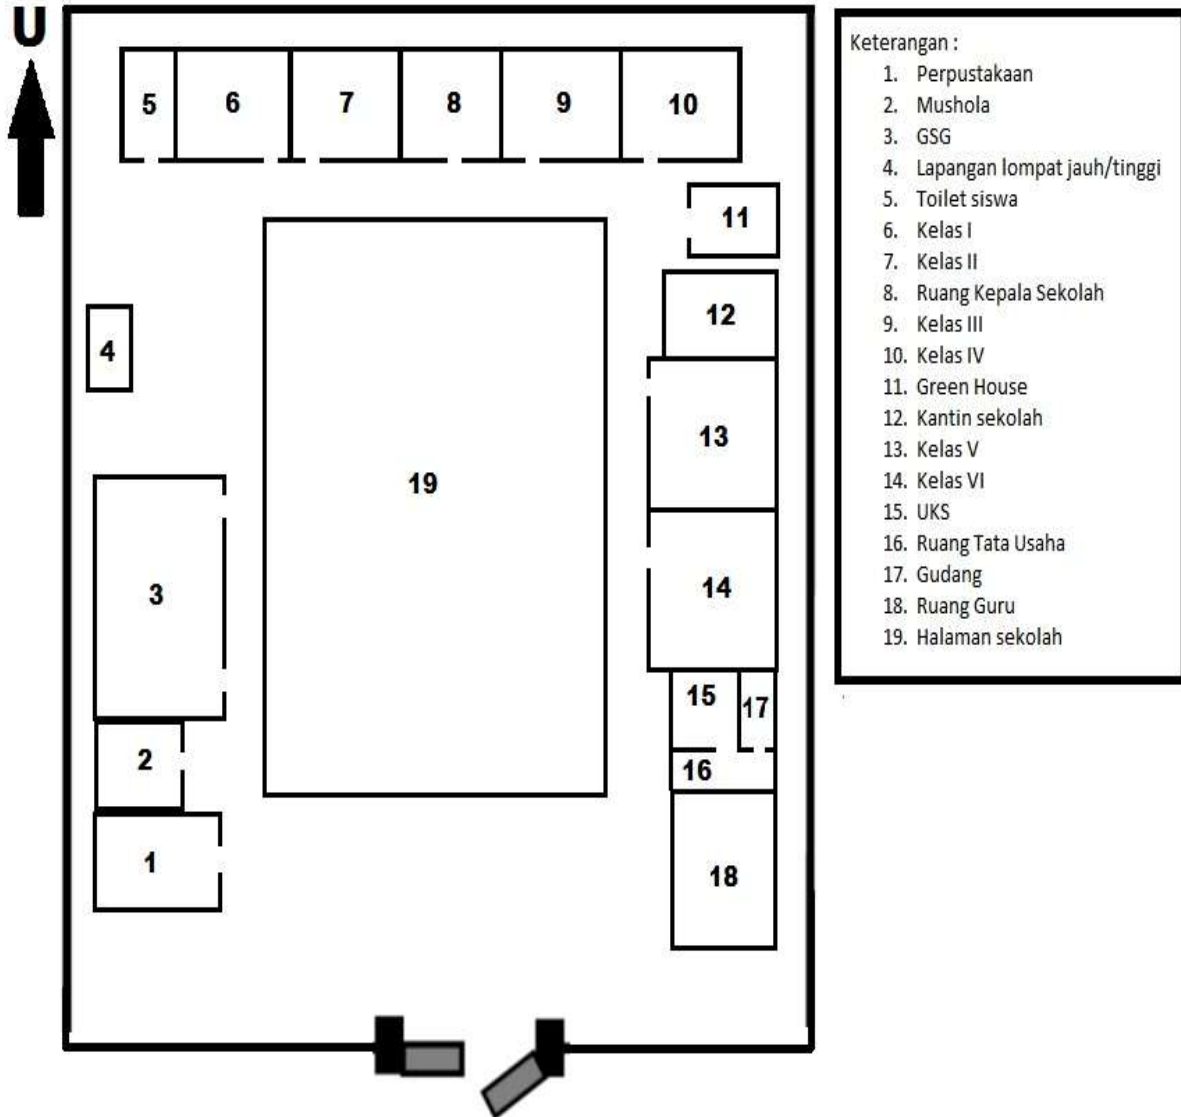 U
5 6 7 8 9 10
11
12
4
13
19
14
3
15
17
2
16
1
18
Keterangan :
1. Perpustakaan
2. Mushola
3. GSG
4. Lapangan lompat jauh/tinggi
5. Toilet siswa
6. Kelas I
7. Kelas II
8. Ruang Kepala Sekolah
9. Kelas III
10. Kelas IV
11. Green House
12. Kantin sekolah
13. Kelas V
14. Kelas VI
15. UKS
16. Ruang Tata Usaha
17. Gudang
18. Ruang Guru
19. Halaman sekolah